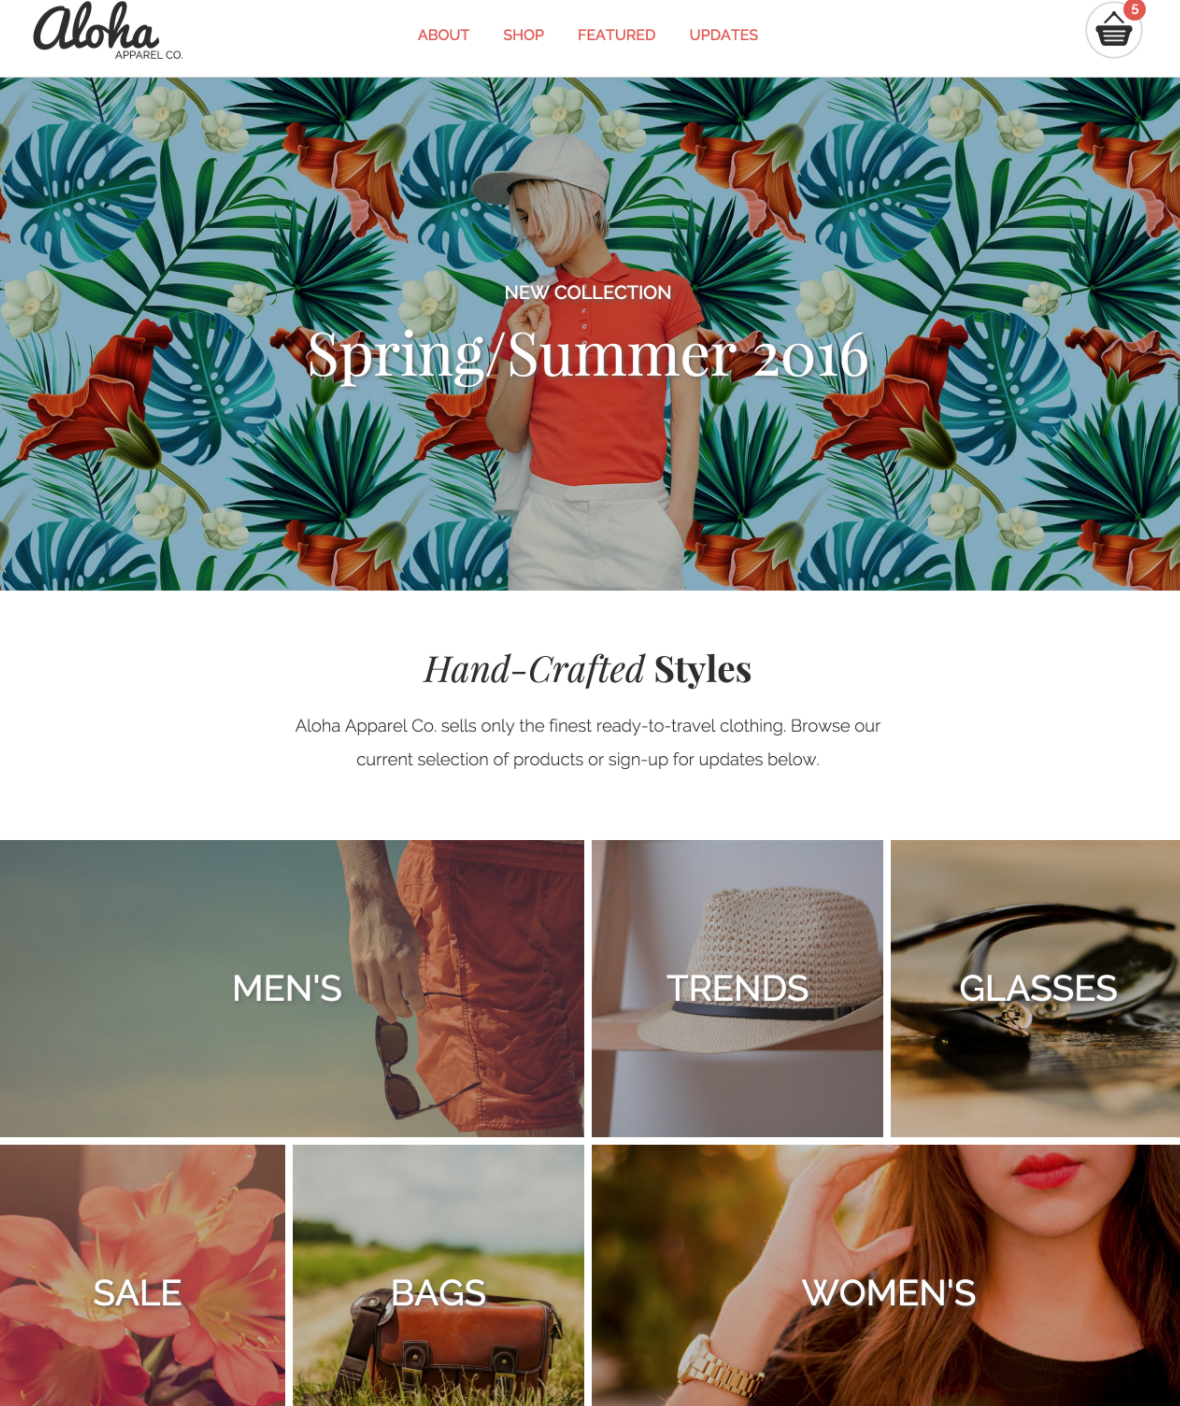 Aloha
APPAREL CO.
ABOUT SHOP FEATURED UPDATES
5
NEW COLLECTION
Spring/Summer 2016
Hand-Crafted Styles
Aloha Apparel Co. sells only the finest ready-to-travel clothing. Browse our
current selection of products or sign-up for updates below.
MEN'S
TRENDS
GLASSES
SALE
BAGS
WOMEN'S